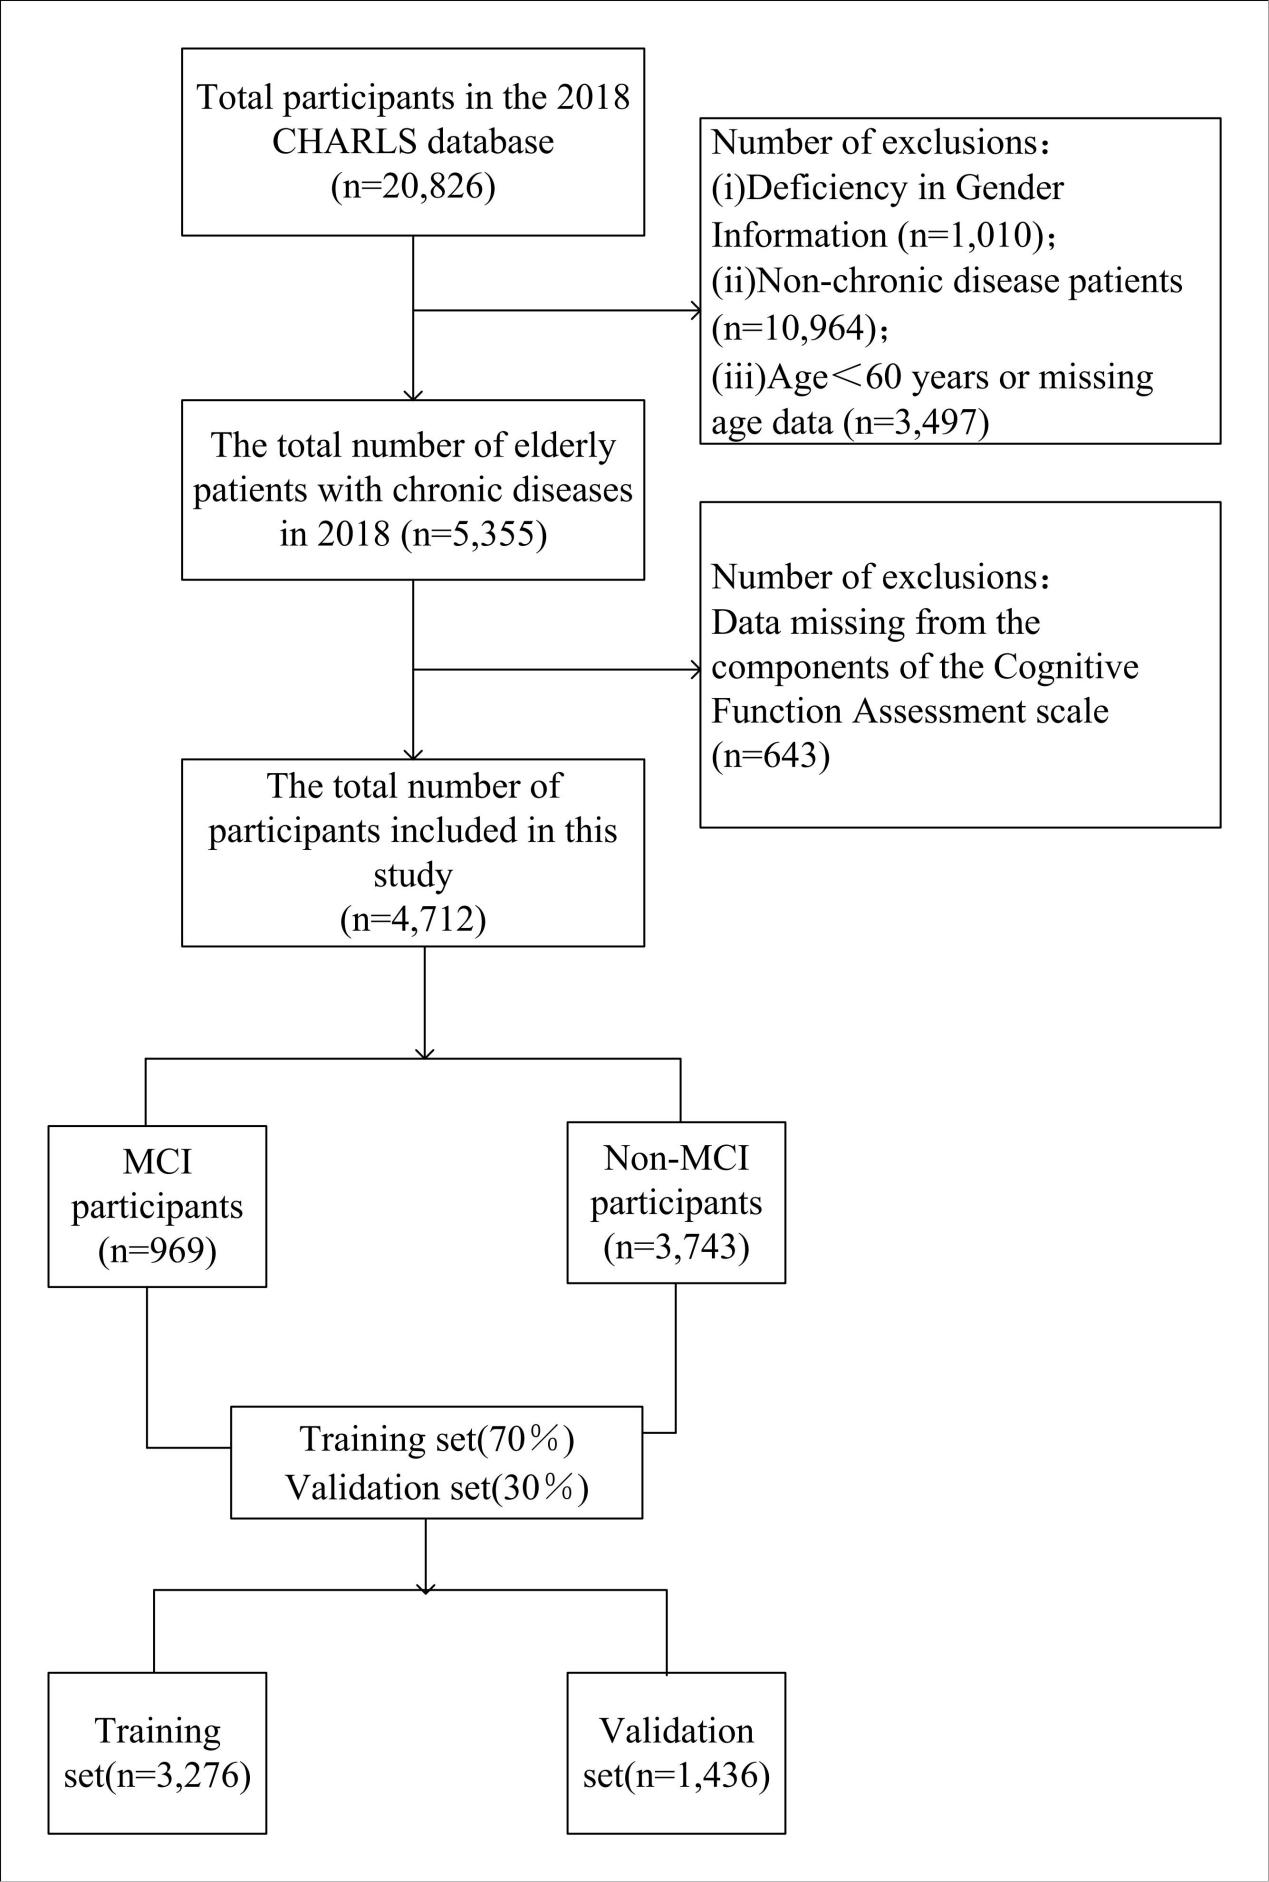 Total participants in the 2018
CHARLS database
(n=20,826)
Number of exclusions：
(i)Deficiency in Gender
Information (n=1,010)；
(ii)Non-chronic disease patients
(n=10,964)；
(iii)Age＜60 years or missing
age data (n=3,497)
The total number of elderly
patients with chronic diseases
in 2018 (n=5,355)
Number of exclusions：
Data missing from the
components of the Cognitive
Function Assessment scale
(n=643)
The total number of
participants included in this
study
(n=4,712)
MCI
participants
(n=969)
Non-MCI
participants
(n=3,743)
Training set(70％)
Validation set(30％)
Training
set(n=3,276)
Validation
set(n=1,436)